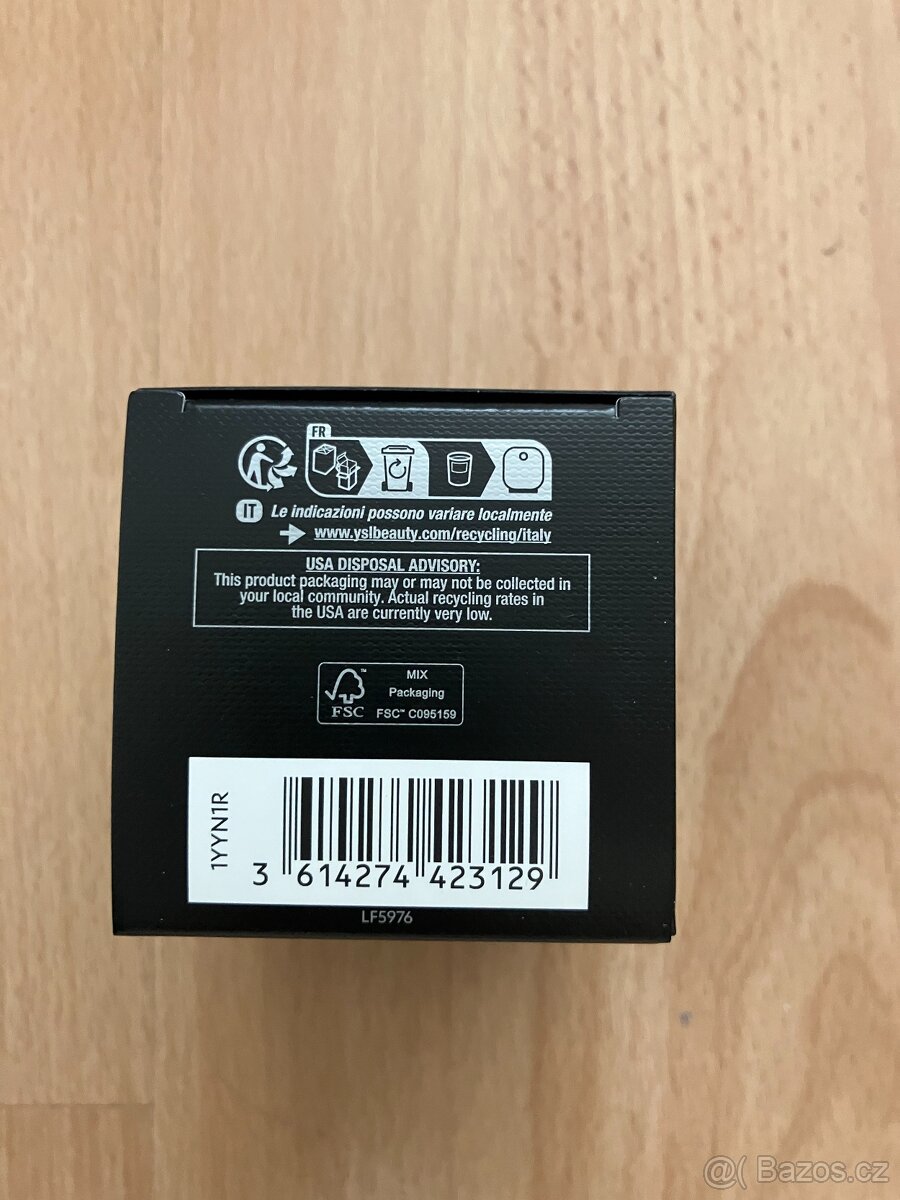 FR
IT Le indicazioni possono variare localmente
www.yslbeauty.com/recycling/italy
USA DISPOSAL ADVISORY:
This product packaging may or may not be collected in
your local community. Actual recycling rates in
the USA are currently very low.
FSC™
MIX
Packaging
FSC™ C095159
1YYN1R
3 614274 423129
LF5976
@( Bazos.cz